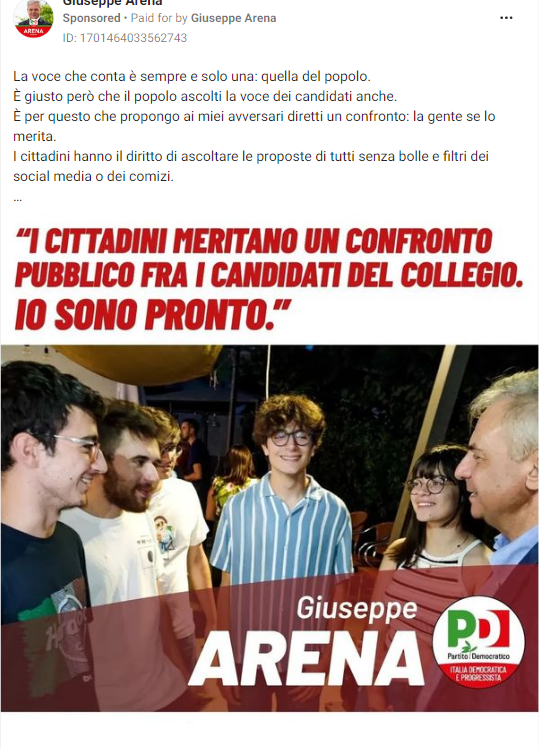 Giuseppe Arena
Sponsored • Paid for by Giuseppe Arena
ID: 1701464033562743
ARENA
La voce che conta è sempre e solo una: quella del popolo.
È giusto però che il popolo ascolti la voce dei candidati anche.
È per questo che propongo ai miei avversari diretti un confronto: la gente se lo
merita.
I cittadini hanno il diritto di ascoltare le proposte di tutti senza bolle e filtri dei
social media o dei comizi.
...
“I CITTADINI MERITANO UN CONFRONTO
PUBBLICO FRA I CANDIDATI DEL COLLEGIO.
IO SONO PRONTO.”
Giuseppe
ARENA
PD
Partito Democratico
ITALIA DEMOCRATICA
E PROGRESSISTA